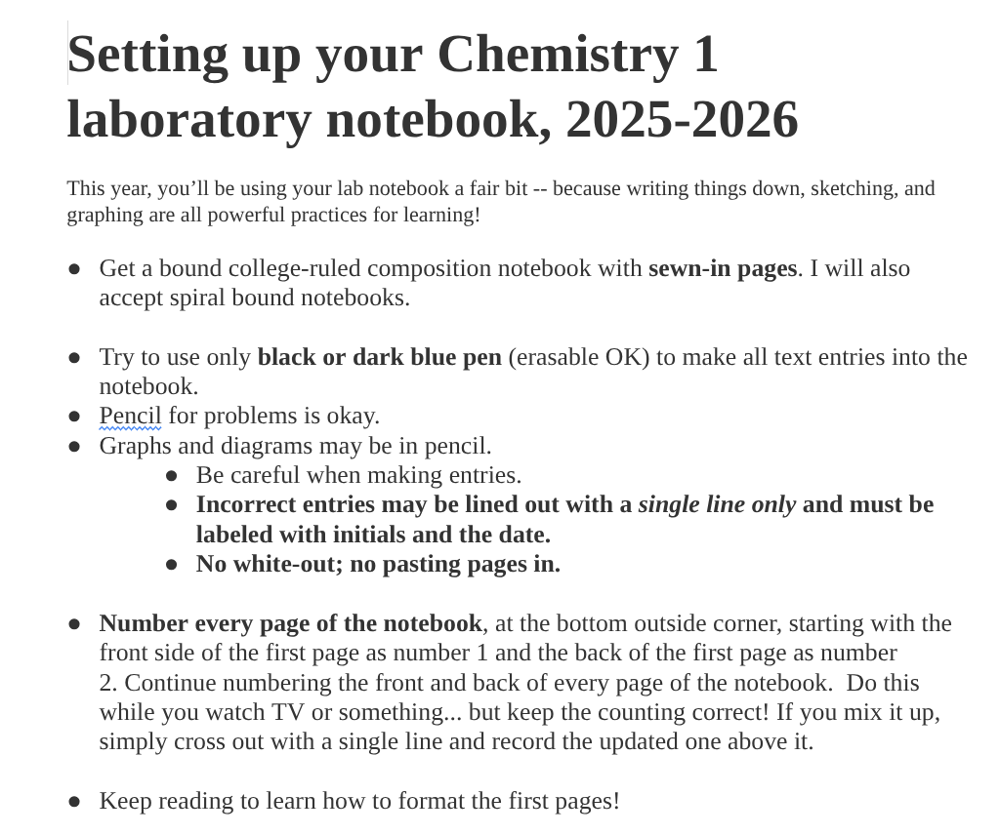 Setting up your Chemistry 1
laboratory notebook, 2025-2026
This year, you’ll be using your lab notebook a fair bit -- because writing things down, sketching, and
graphing are all powerful practices for learning!
● Get a bound college-ruled composition notebook with sewn-in pages. I will also
accept spiral bound notebooks.
● Try to use only black or dark blue pen (erasable OK) to make all text entries into the
notebook.
● Pencil for problems is okay.
● Graphs and diagrams may be in pencil.
● Be careful when making entries.
● Incorrect entries may be lined out with a single line only and must be
labeled with initials and the date.
● No white-out; no pasting pages in.
● Number every page of the notebook, at the bottom outside corner, starting with the
front side of the first page as number 1 and the back of the first page as number
2. Continue numbering the front and back of every page of the notebook.  Do this
while you watch TV or something... but keep the counting correct! If you mix it up,
simply cross out with a single line and record the updated one above it.
● Keep reading to learn how to format the first pages!